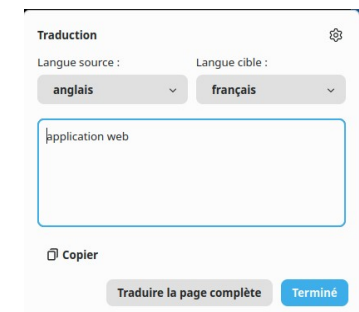 Traduction
Langue source :
Langue cible :
anglais
français
application web
Copier
Traduire la page complète
Terminé